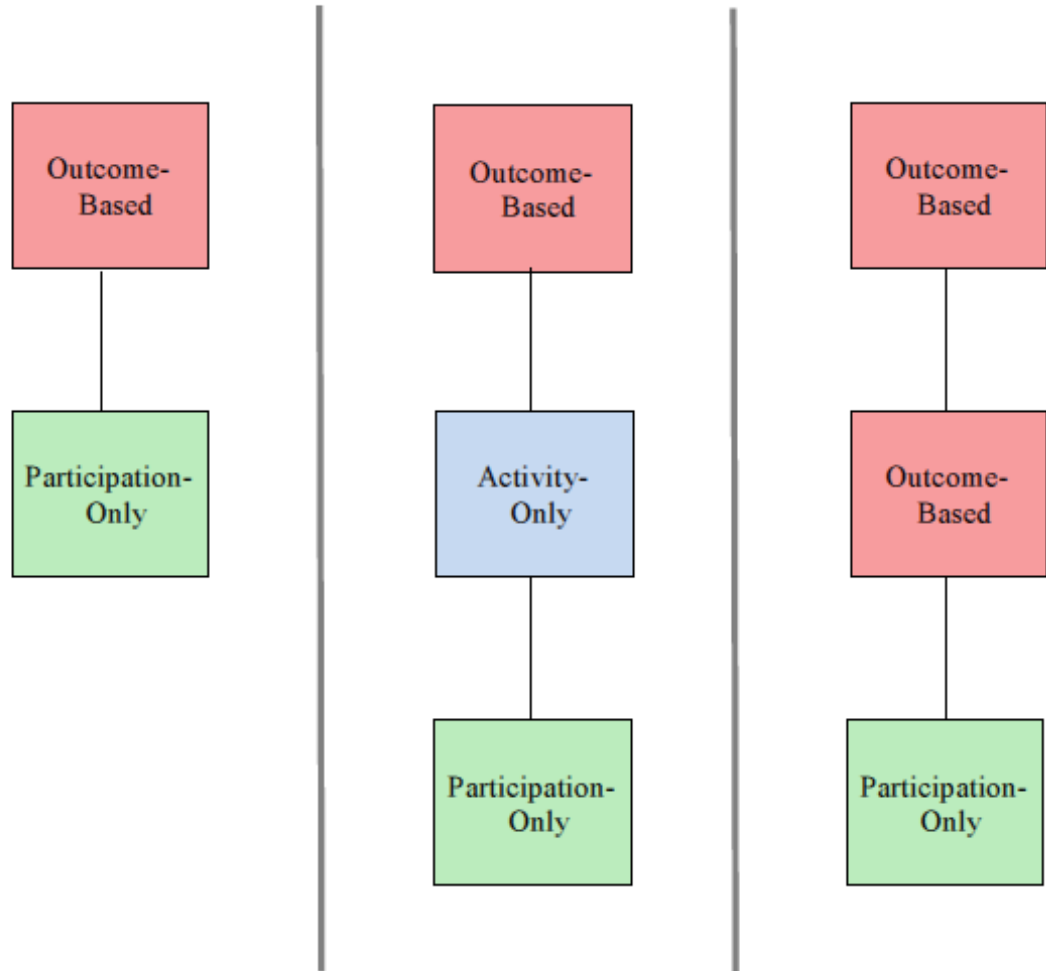 Outcome-
Based
Participation-
Only
Outcome-
Based
Activity-
Only
Participation-
Only
Outcome-
Based
Outcome-
Based
Participation-
Only